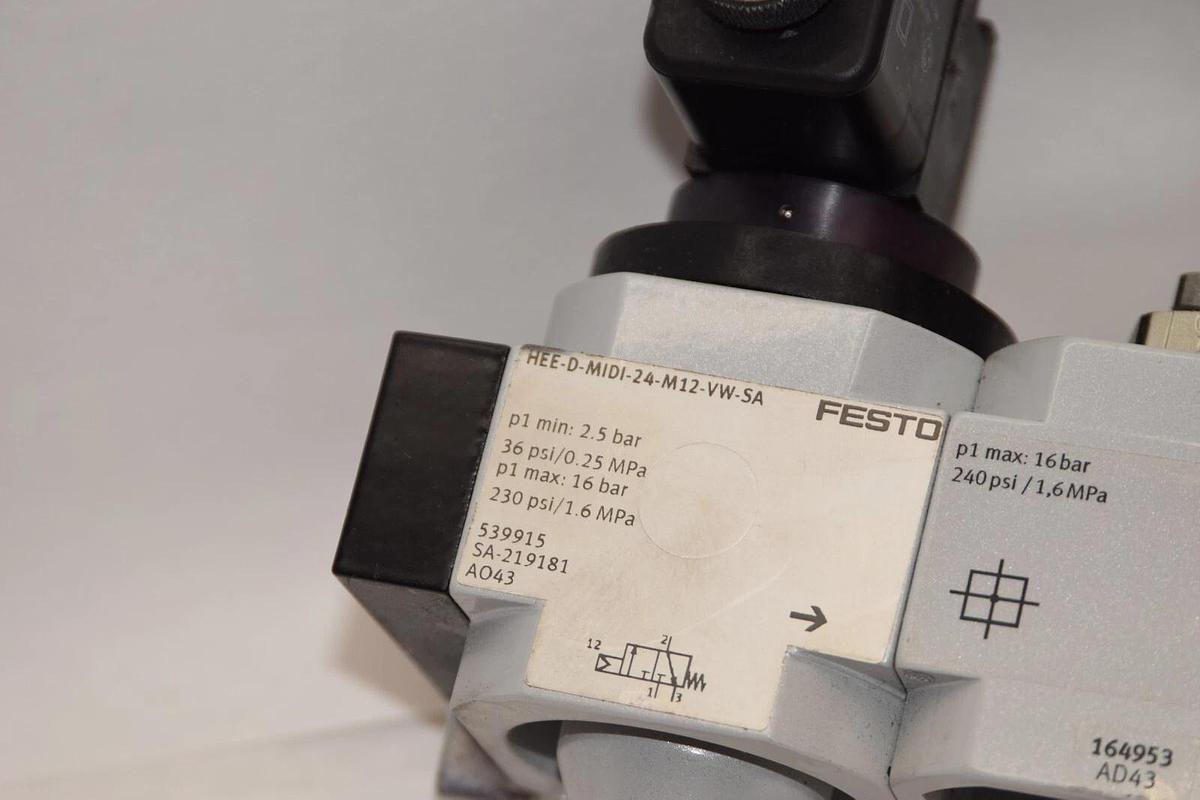 HEE-D-MIDI-24-M12-VW-SA
FESTO
p1 min: 2.5 bar
36 psi/0.25 MPa
p1 max: 16 bar
230 psi/1.6 MPa
539915
SA-219181
AO43
12
2
1
3
p1 max: 16 bar
240 psi / 1,6 MPa
164953
AD43